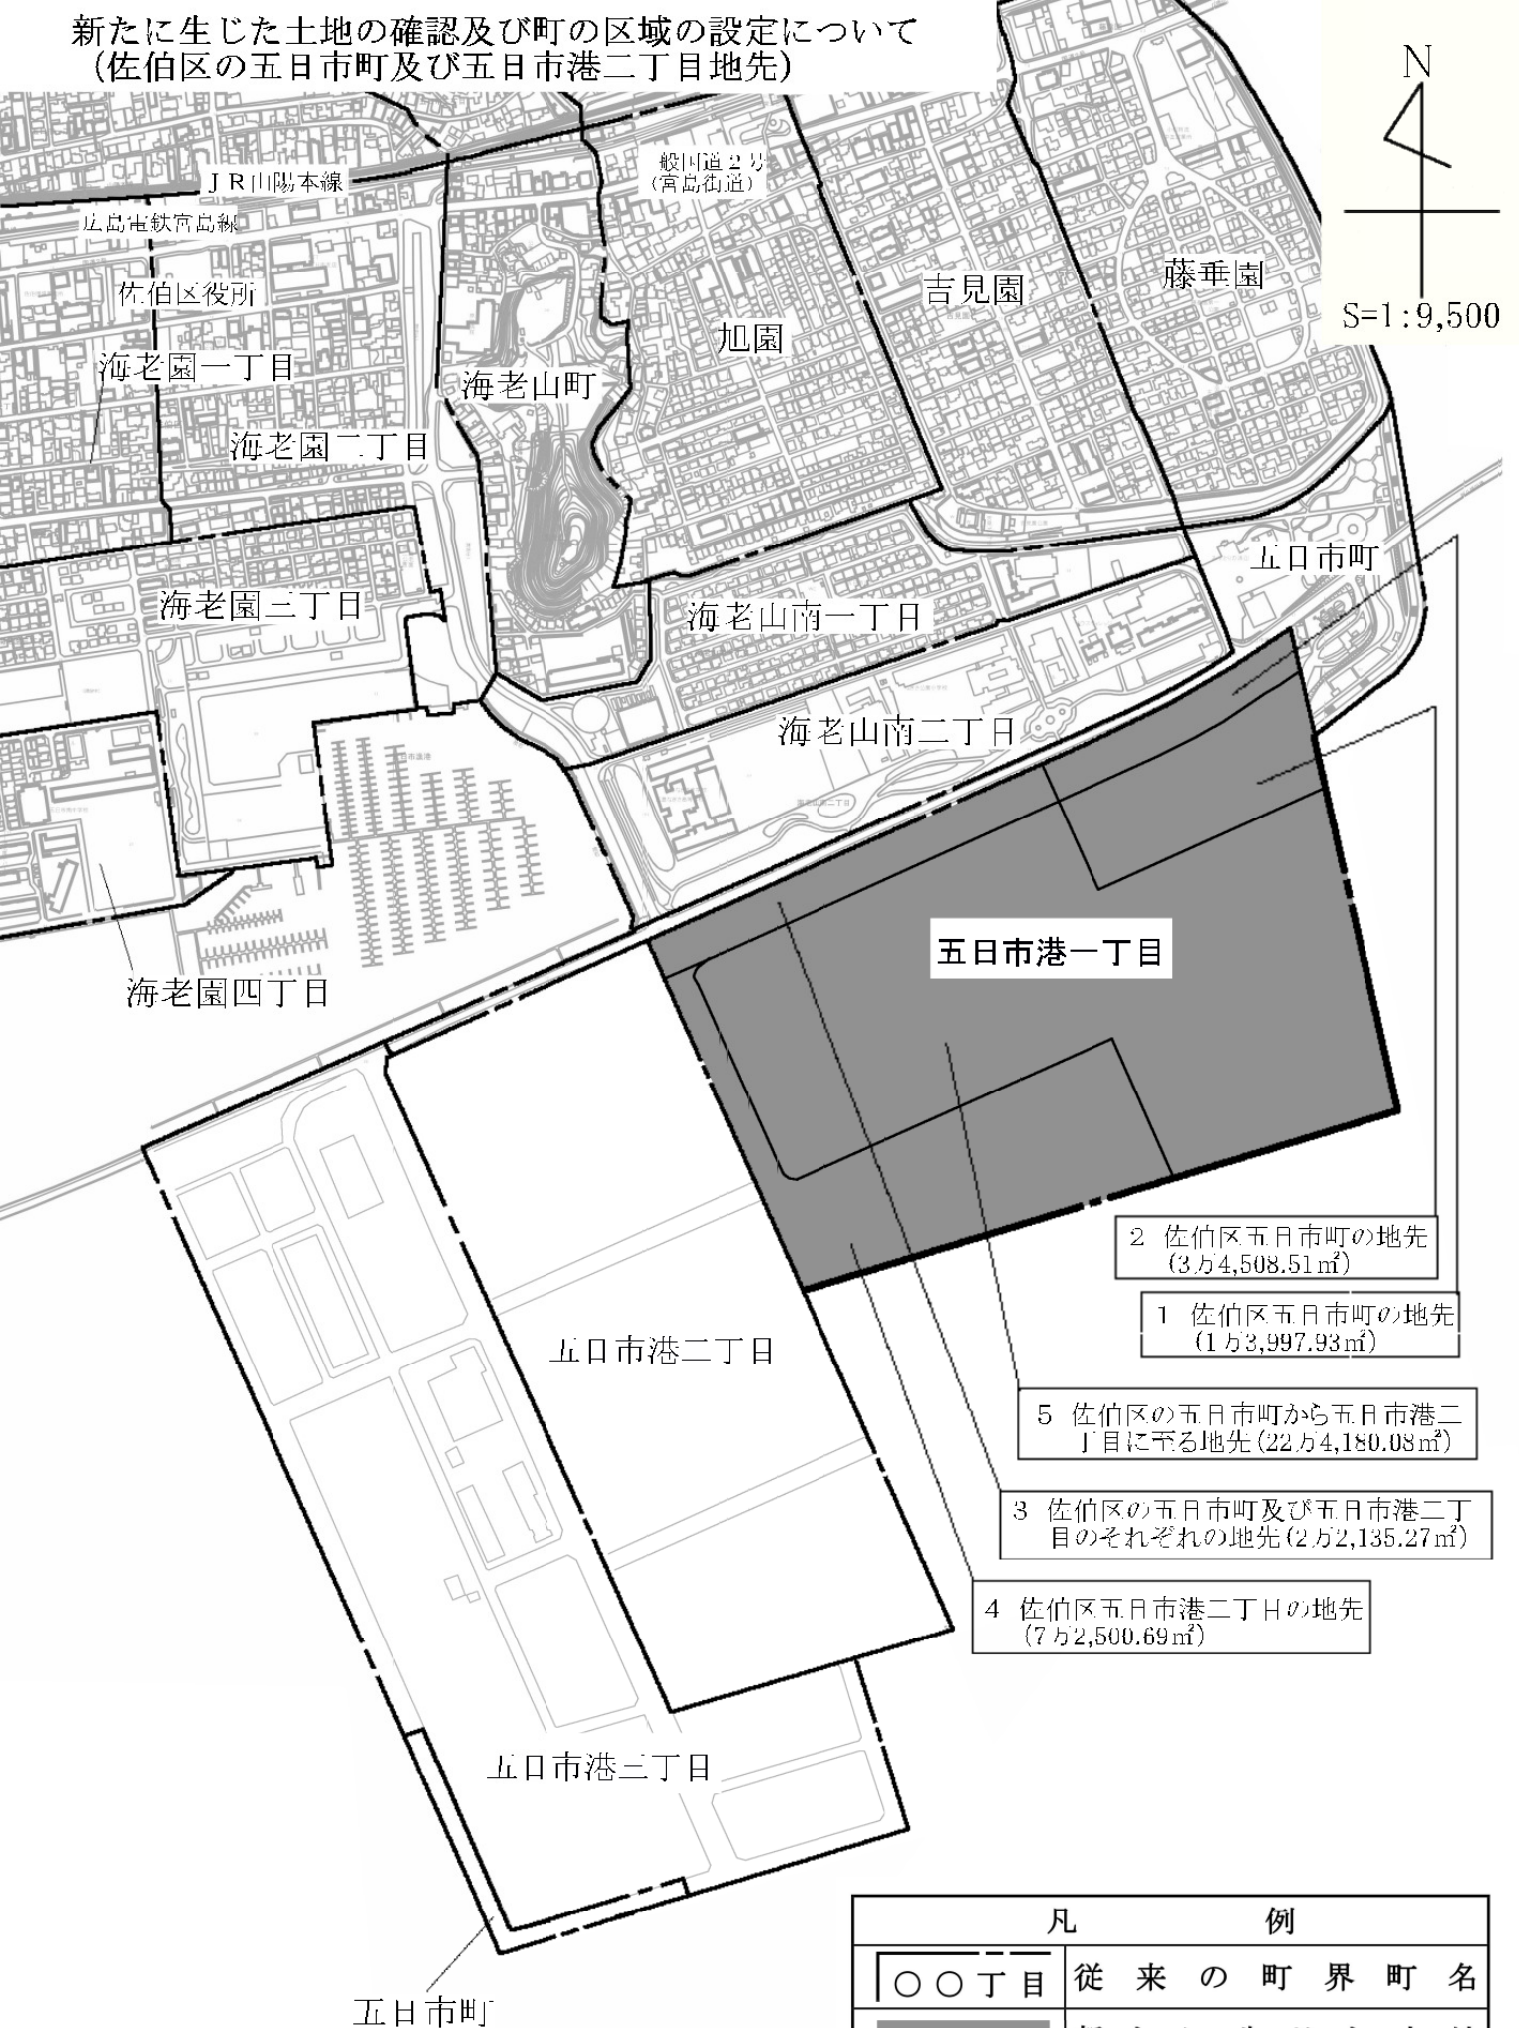 新たに生じた土地の確認及び町の区域の設定について
(佐伯区の五日市町及び五日市港二丁目地先)
N
S=1:9,500
JR山陽本線
広島電鉄宮島線
一般国道2号
(宮島街道)
佐伯区役所
藤垂園
吉見園
旭園
海老園一丁目
海老山町
海老園二丁目
五日市町
海老園三丁目
海老山南一丁目
海老山南二丁目
五日市港一丁目
海老園四丁目
2 佐伯区五日市町の地先
(3万4,508.51㎡)
1 佐伯区五日市町の地先
(1万3,997.93㎡)
五日市港二丁目
5 佐伯区の五日市町から五日市港二
丁目に至る地先(22万4,180.08㎡)
3 佐伯区の五日市町及び五日市港二丁
目のそれぞれの地先(2万2,135.27㎡)
4 佐伯区五日市港二丁目の地先
(7万2,500.69㎡)
五日市港三丁目
五日市町
凡例
〇〇丁目 従来の町界町名